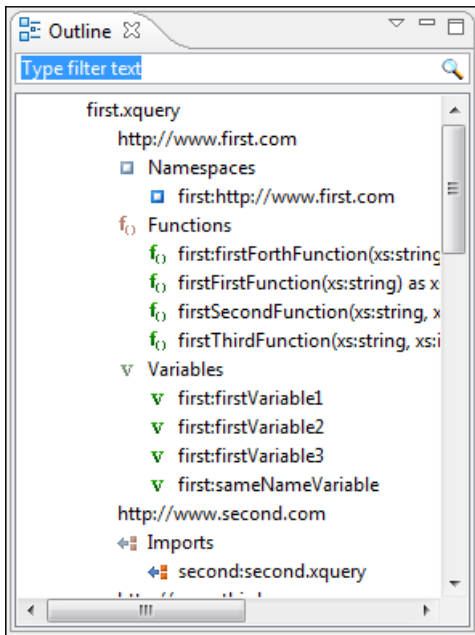 Outline
Type filter text
first.xquery
http://www.first.com
Namespaces
first:http://www.first.com
f() Functions
f() first:firstForthFunction(xs:string
f() firstFirstFunction(xs:string) as x
f() firstSecondFunction(xs:string, x
f() firstThirdFunction(xs:string, xs:i
v Variables
v first:firstVariable1
v first:firstVariable2
v first:firstVariable3
v first:sameNameVariable
http://www.second.com
Imports
second:second.xquery